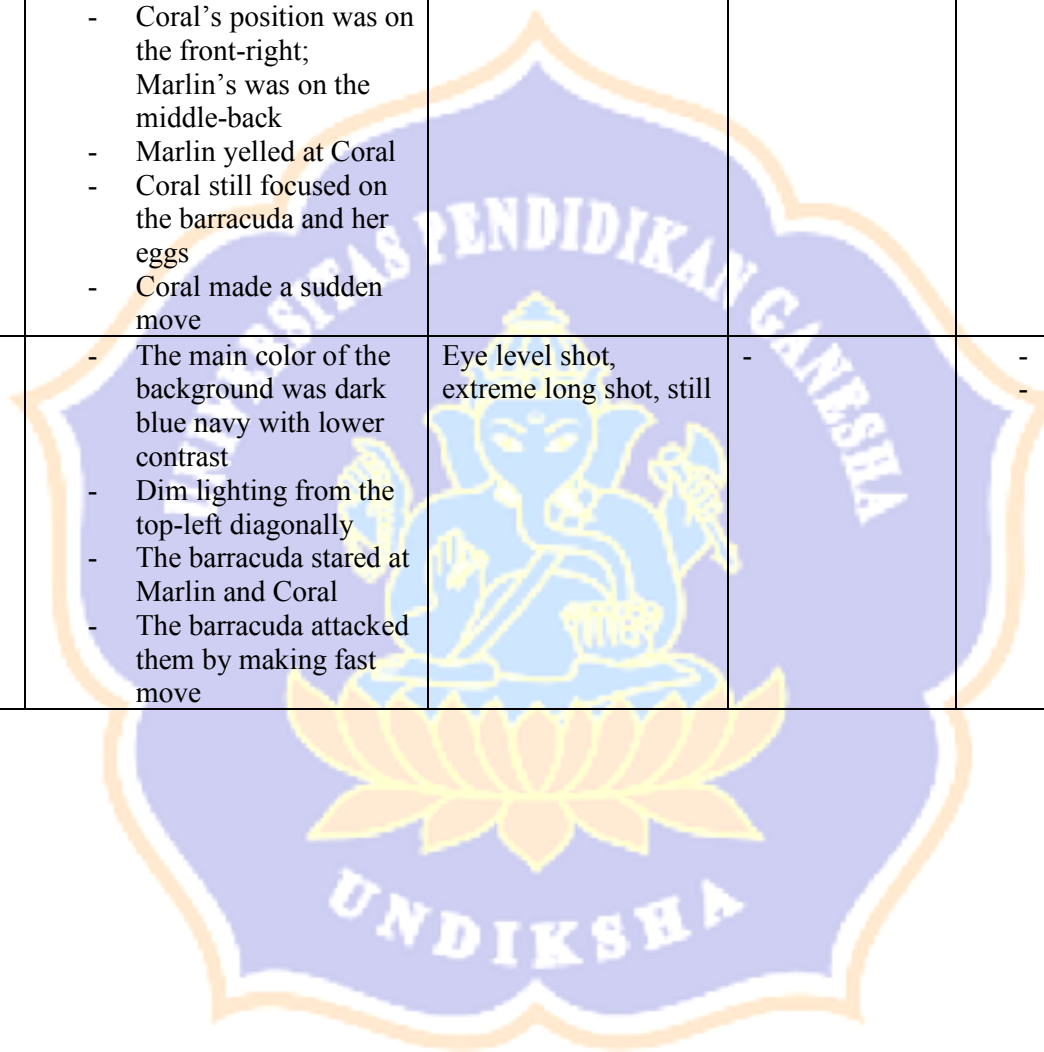 - Coral’s position was on
the front-right;
Marlin’s was on the
middle-back
- Marlin yelled at Coral
- Coral still focused on
the barracuda and her
eggs
- Coral made a sudden
move
- The main color of the
background was dark
blue navy with lower
contrast
- Dim lighting from the
top-left diagonally
- The barracuda stared at
Marlin and Coral
- The barracuda attacked
them by making fast
move
Eye level shot,
extreme long shot, still
-
-
-
UNIVERSITAS PENDIDIKAN GANESHA
UNDIKSHA